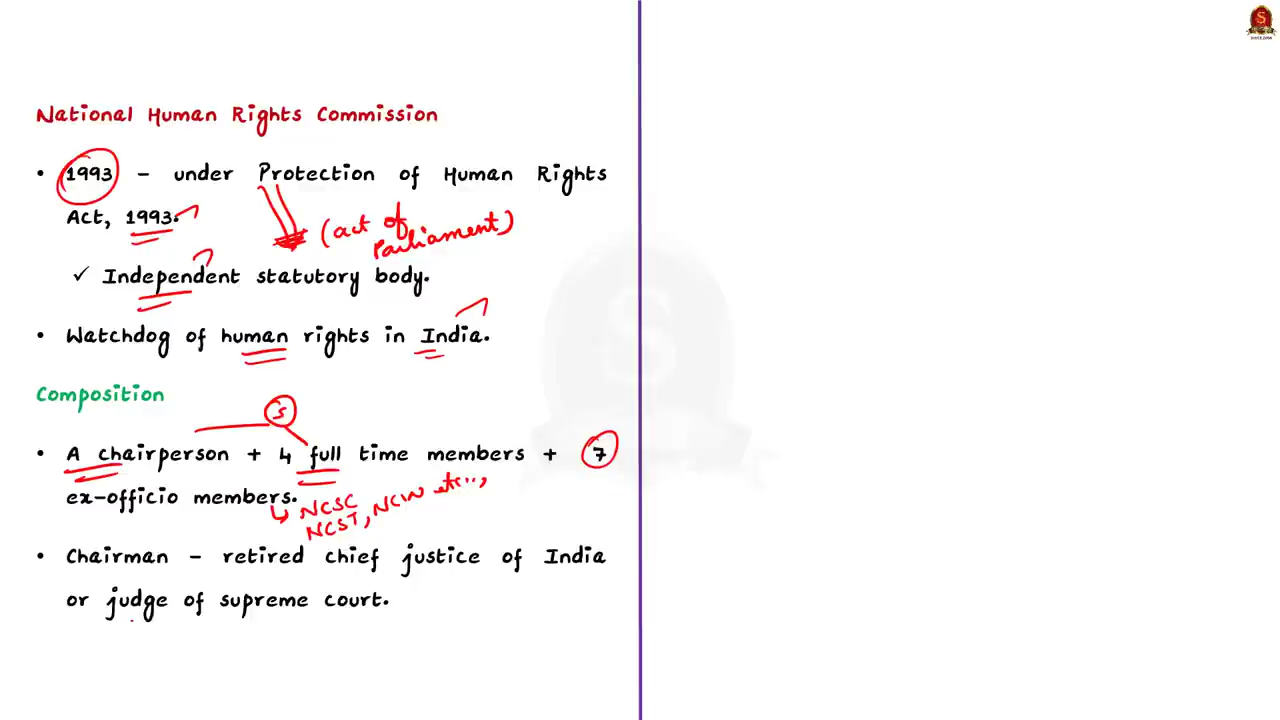 National Human Rights Commission
• 1993 – under Protection of Human Rights
Act, 1993.
(act of
Parliament)
✓ Independent statutory body.
• Watchdog of human rights in India.
Composition
5
• A chairperson + 4 full time members + 7
ex-officio members.
NCSC
NCST, NCW etc..,
• Chairman – retired chief justice of India
or judge of supreme court.